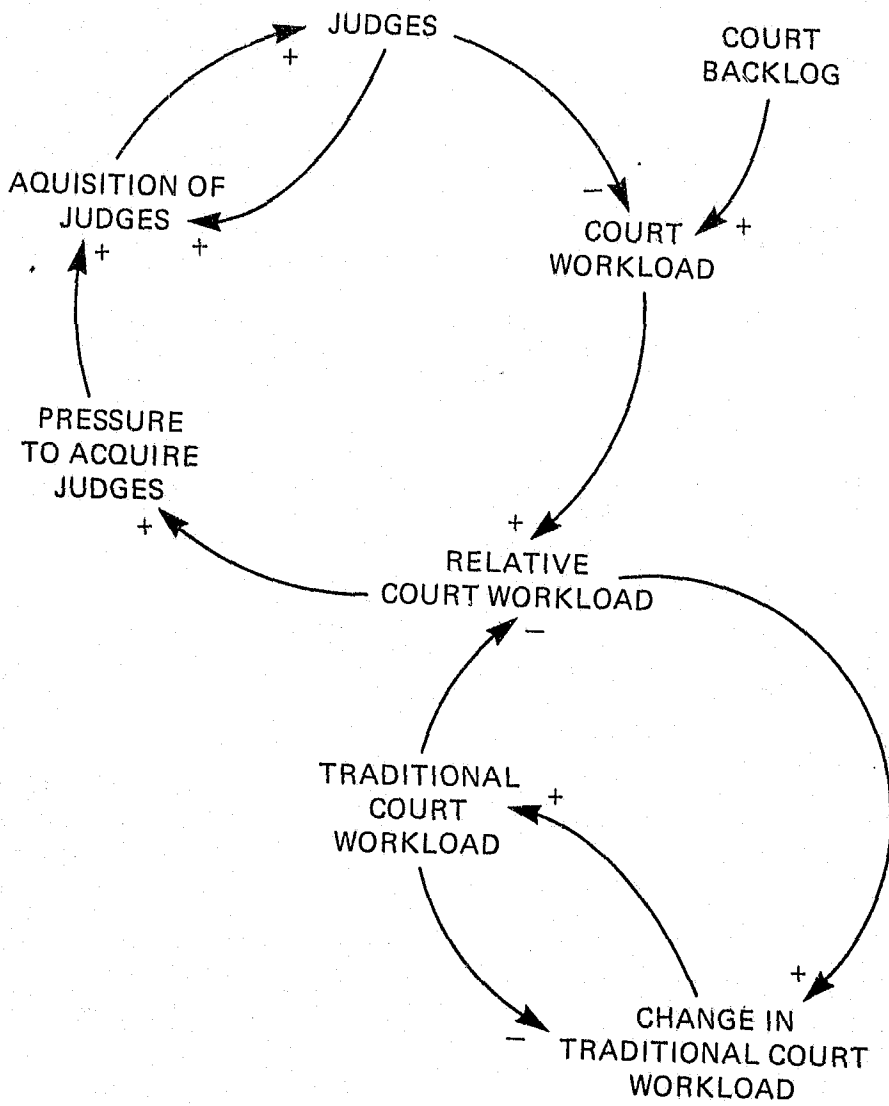 JUDGES
+
COURT
BACKLOG
AQUISITION OF
JUDGES
+
+
−
+
COURT
WORKLOAD
PRESSURE
TO ACQUIRE
JUDGES
+
+
RELATIVE
COURT WORKLOAD
−
TRADITIONAL
COURT
WORKLOAD
+
+
−
CHANGE IN
TRADITIONAL COURT
WORKLOAD